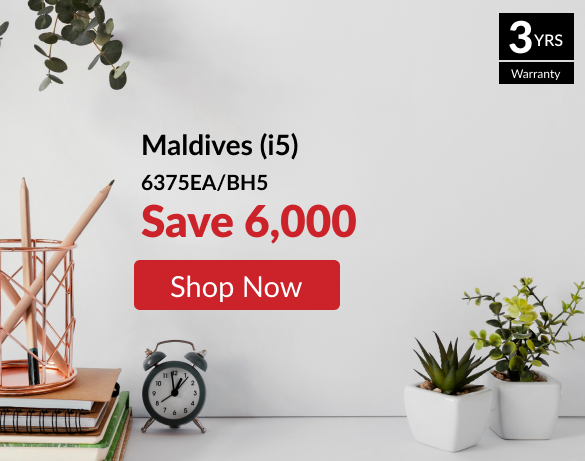 3 YRS
Warranty
Maldives (i5)
6375EA/BH5
Save 6,000
Shop Now